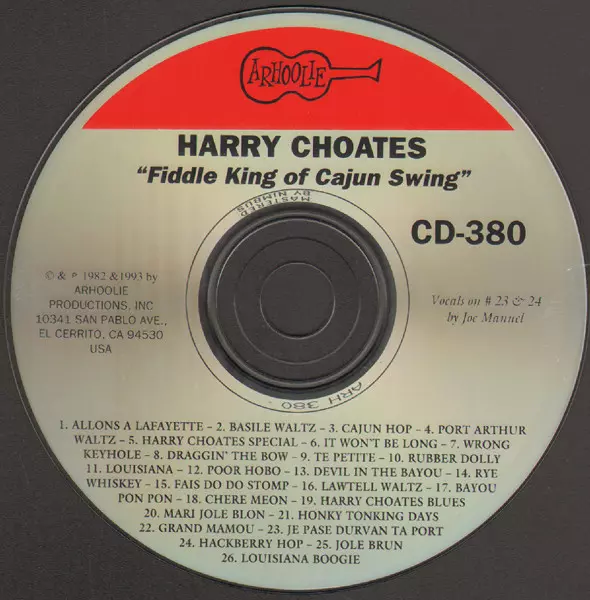 ARHOOLIE
HARRY CHOATES
"Fiddle King of Cajun Swing"
MASTERED
BY NIMBUS
CD-380
© & ℗ 1982 &1993 by
ARHOOLIE
PRODUCTIONS, INC
10341 SAN PABLO AVE.,
EL CERRITO, CA 94530
USA
Vocals on # 23 & 24
by Joe Manuel
ARH 380 -
1. ALLONS A LAFAYETTE – 2. BASILE WALTZ – 3. CAJUN HOP – 4. PORT ARTHUR
WALTZ – 5. HARRY CHOATES SPECIAL – 6. IT WON'T BE LONG – 7. WRONG
KEYHOLE – 8. DRAGGIN' THE BOW – 9. TE PETITE – 10. RUBBER DOLLY
11. LOUISIANA – 12. POOR HOBO – 13. DEVIL IN THE BAYOU – 14. RYE
WHISKEY – 15. FAIS DO DO STOMP – 16. LAWTELL WALTZ – 17. BAYOU
PON PON – 18. CHERE MEON – 19. HARRY CHOATES BLUES
20. MARI JOLE BLON – 21. HONKY TONKING DAYS
22. GRAND MAMOU – 23. JE PASE DURVAN TA PORT
24. HACKBERRY HOP – 25. JOLE BRUN
26. LOUISIANA BOOGIE